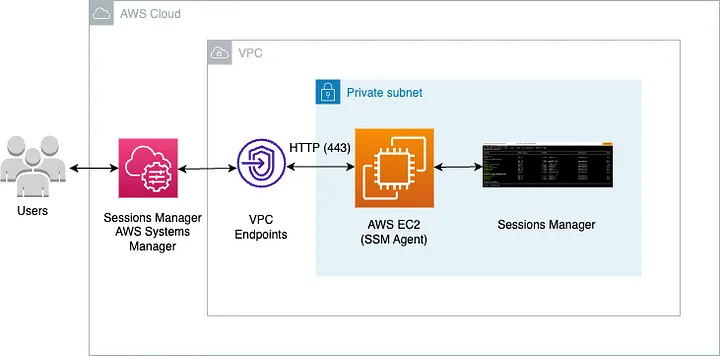 AWS Cloud
VPC
Private subnet
HTTP (443)
Users
Sessions Manager
AWS Systems
Manager
VPC
Endpoints
AWS EC2
(SSM Agent)
Sessions Manager